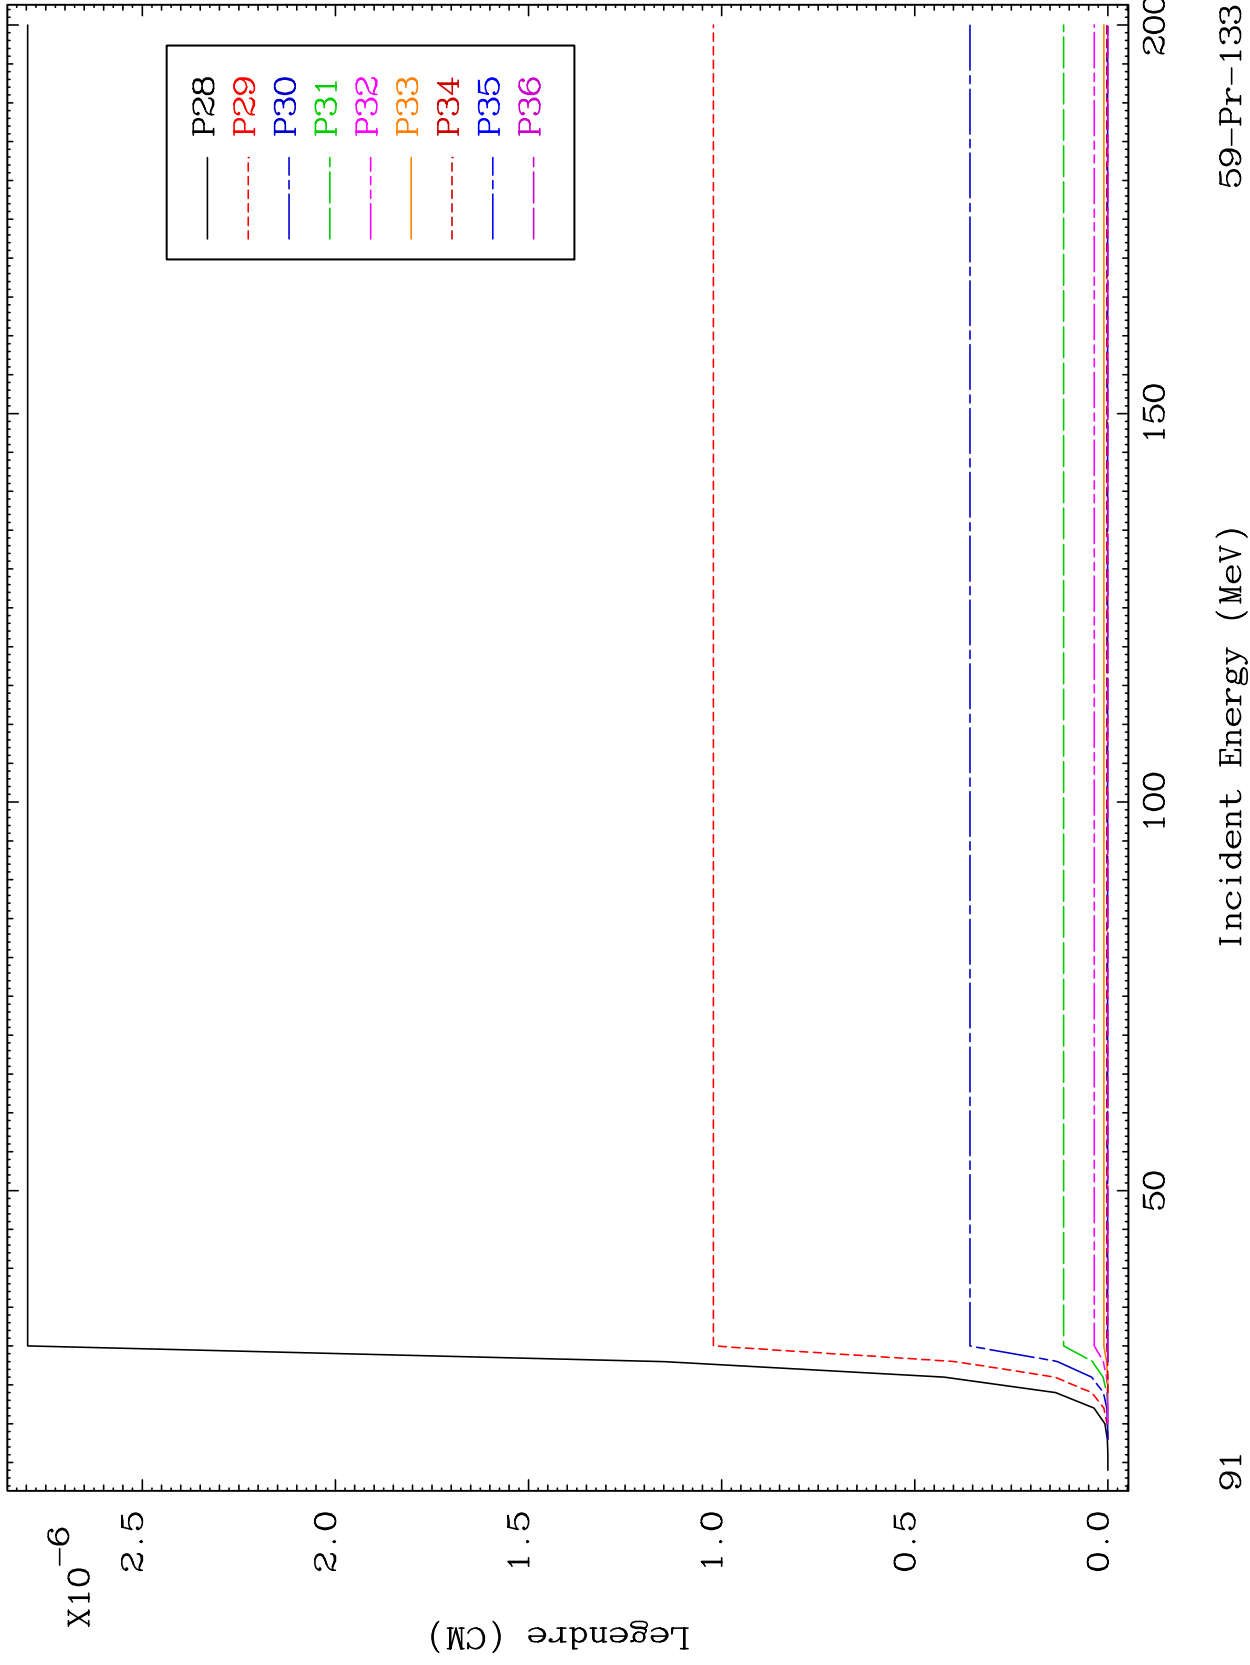 X10^-6
2.5
2.0
1.5
1.0
0.5
0.0
Legendre (CM)
P28
P29
P30
P31
P32
P33
P34
P35
P36
50
100
150
200
Incident Energy (MeV)
91
59-Pr-133